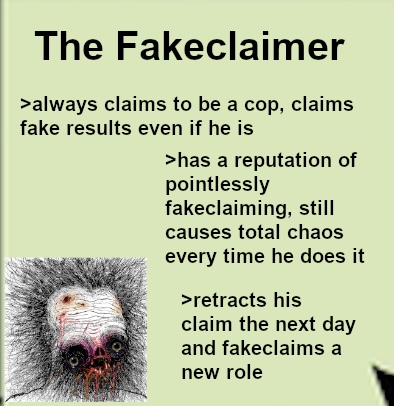 The Fakeclaimer
>always claims to be a cop, claims
fake results even if he is
>has a reputation of
pointlessly
fakeclaiming, still
causes total chaos
every time he does it
>retracts his
claim the next day
and fakeclaims a
new role